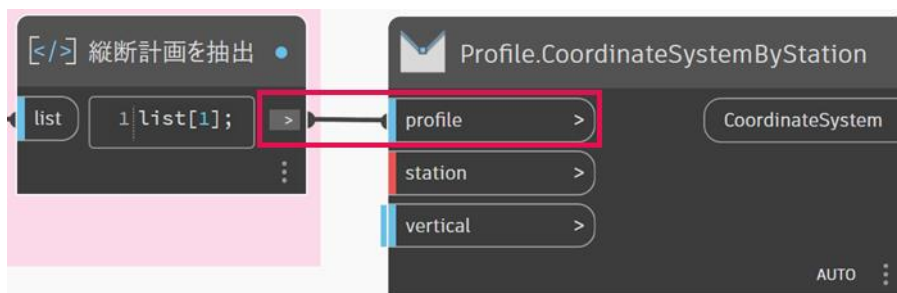 [</>] 縦断計画を抽出
list
1 list[1];
>
Profile.CoordinateSystemByStation
profile >
CoordinateSystem
station >
vertical >
AUTO